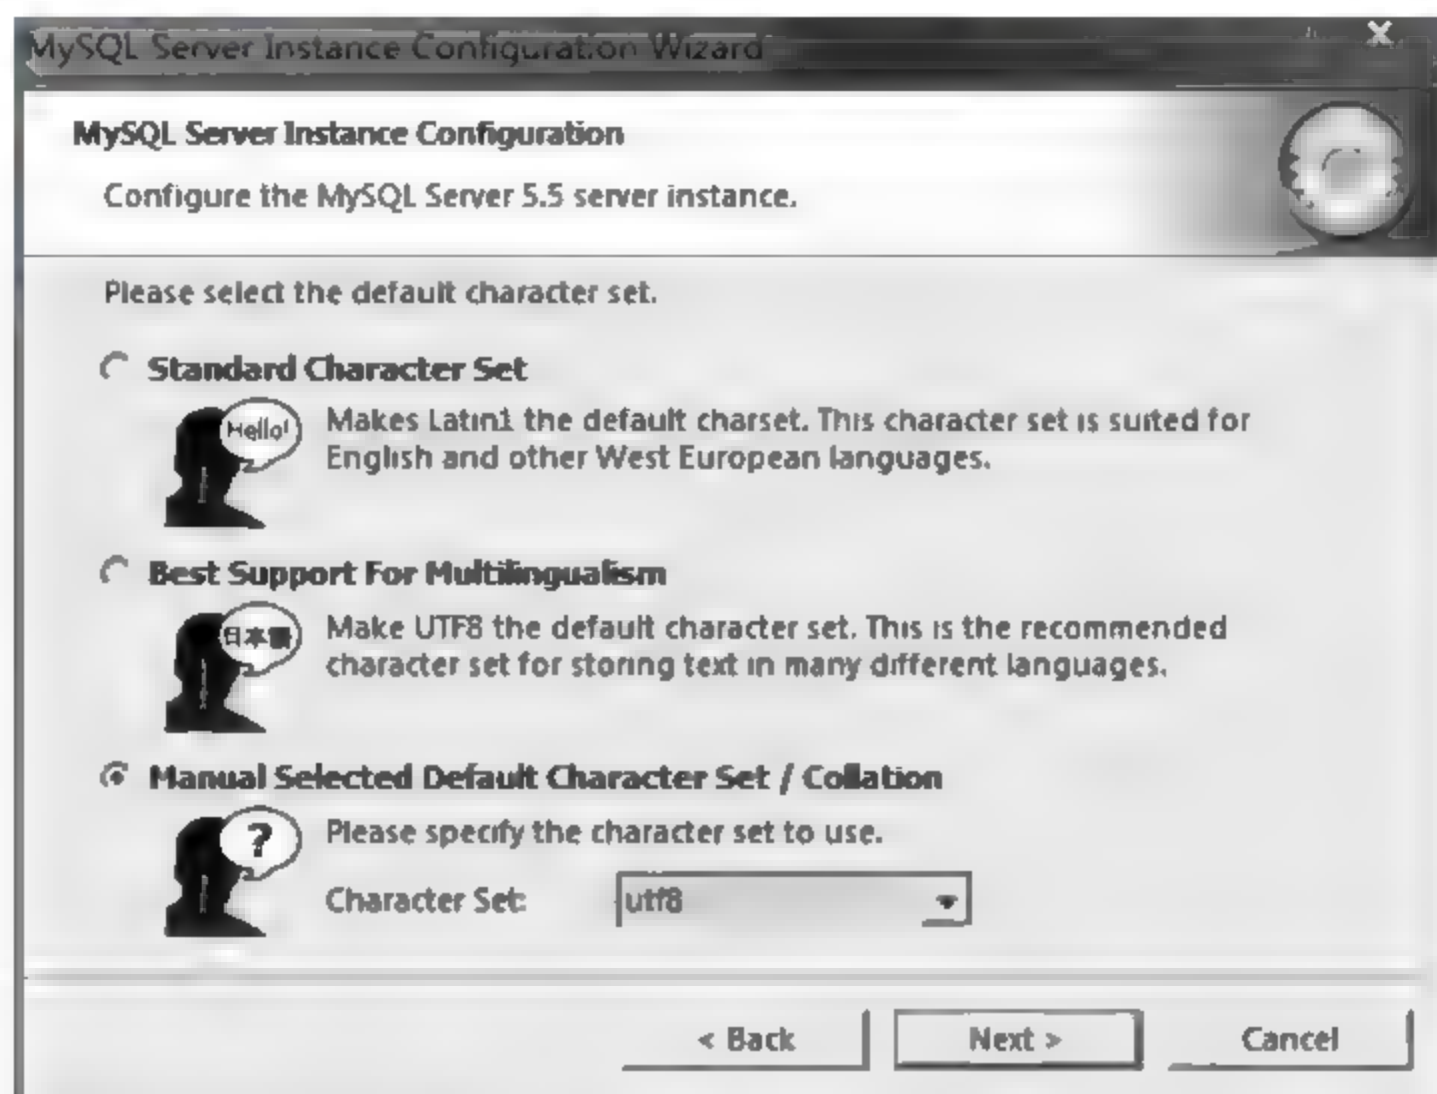 MySQL Server Instance Configuration Wizard
MySQL Server Instance Configuration
Configure the MySQL Server 5.5 server instance.
Please select the default character set.
Standard Character Set
Hello!
Makes Latin1 the default charset. This character set is suited for
English and other West European languages.
Best Support For Multilingualism
日本語
Make UTF8 the default character set. This is the recommended
character set for storing text in many different languages.
Manual Selected Default Character Set / Collation
?
Please specify the character set to use.
Character Set: utf8
< Back Next > Cancel